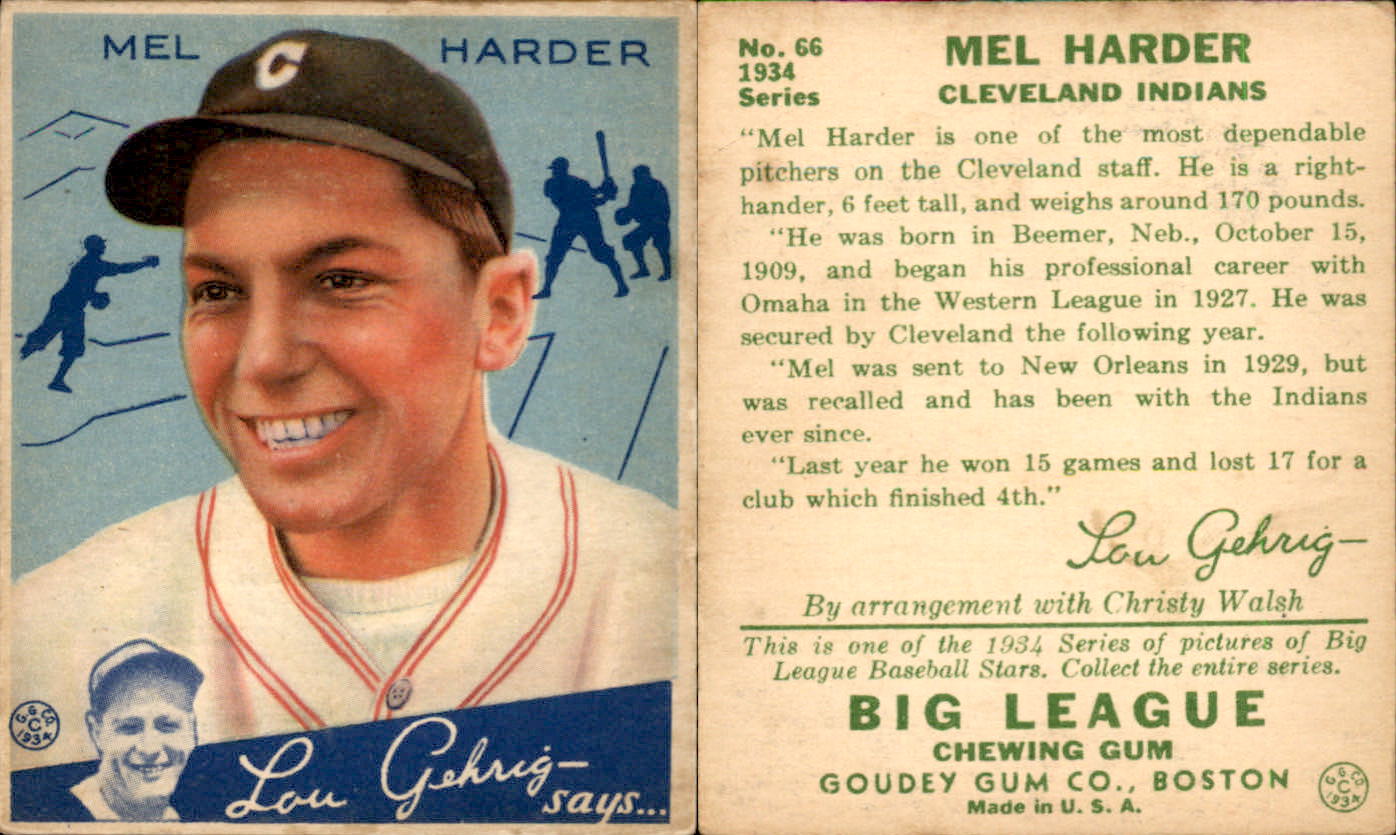 MEL HARDER
C
G. G. CO.
C
1934
Lou Gehrig—
says...
No. 66
1934
Series
MEL HARDER
CLEVELAND INDIANS
“Mel Harder is one of the most dependable
pitchers on the Cleveland staff. He is a right-
hander, 6 feet tall, and weighs around 170 pounds.
“He was born in Beemer, Neb., October 15,
1909, and began his professional career with
Omaha in the Western League in 1927. He was
secured by Cleveland the following year.
“Mel was sent to New Orleans in 1929, but
was recalled and has been with the Indians
ever since.
“Last year he won 15 games and lost 17 for a
club which finished 4th.”
Lou Gehrig—
By arrangement with Christy Walsh
This is one of the 1934 Series of pictures of Big
League Baseball Stars. Collect the entire series.
BIG LEAGUE
CHEWING GUM
GOUDEY GUM CO., BOSTON
Made in U. S. A.
G. G. CO.
C
1934